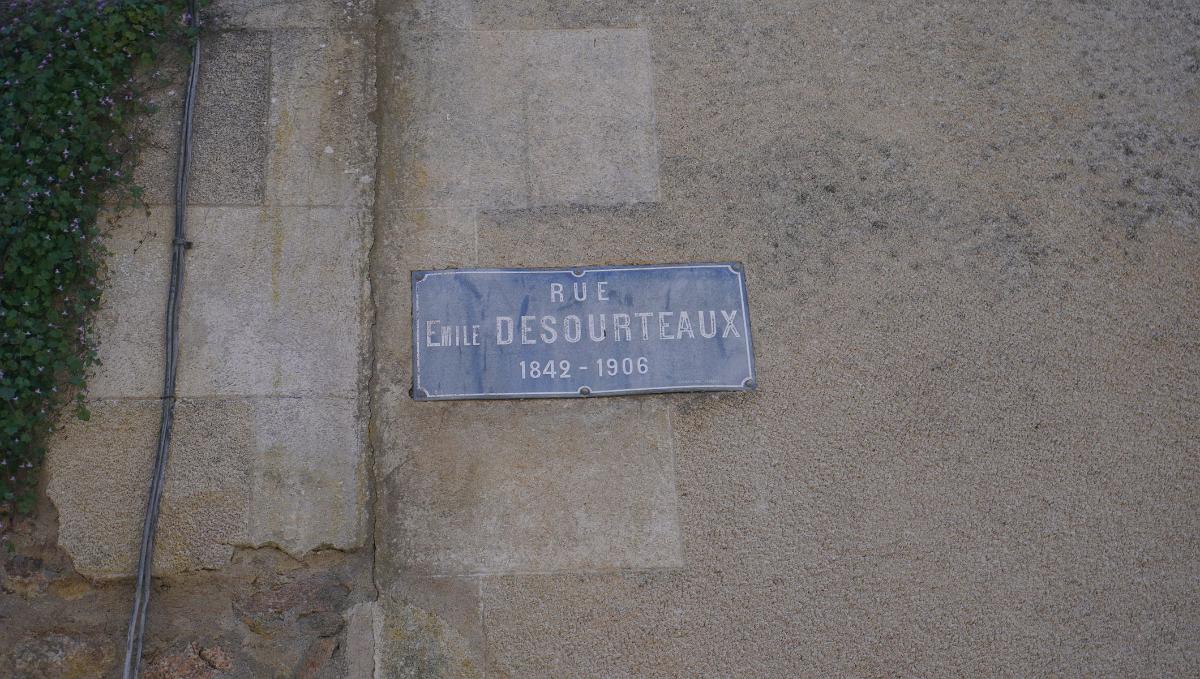 RUE
EMILE DESOURTEAUX
1842 - 1906